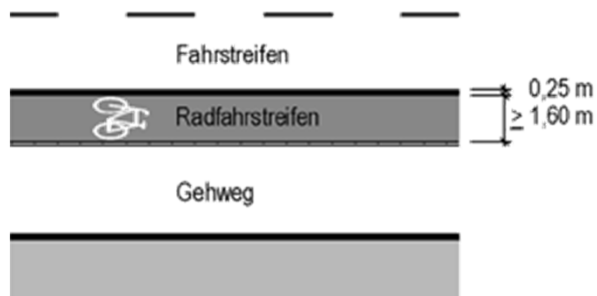 Fahrstreifen
0,25 m
Radfahrstreifen
≥ 1,60 m
Gehweg